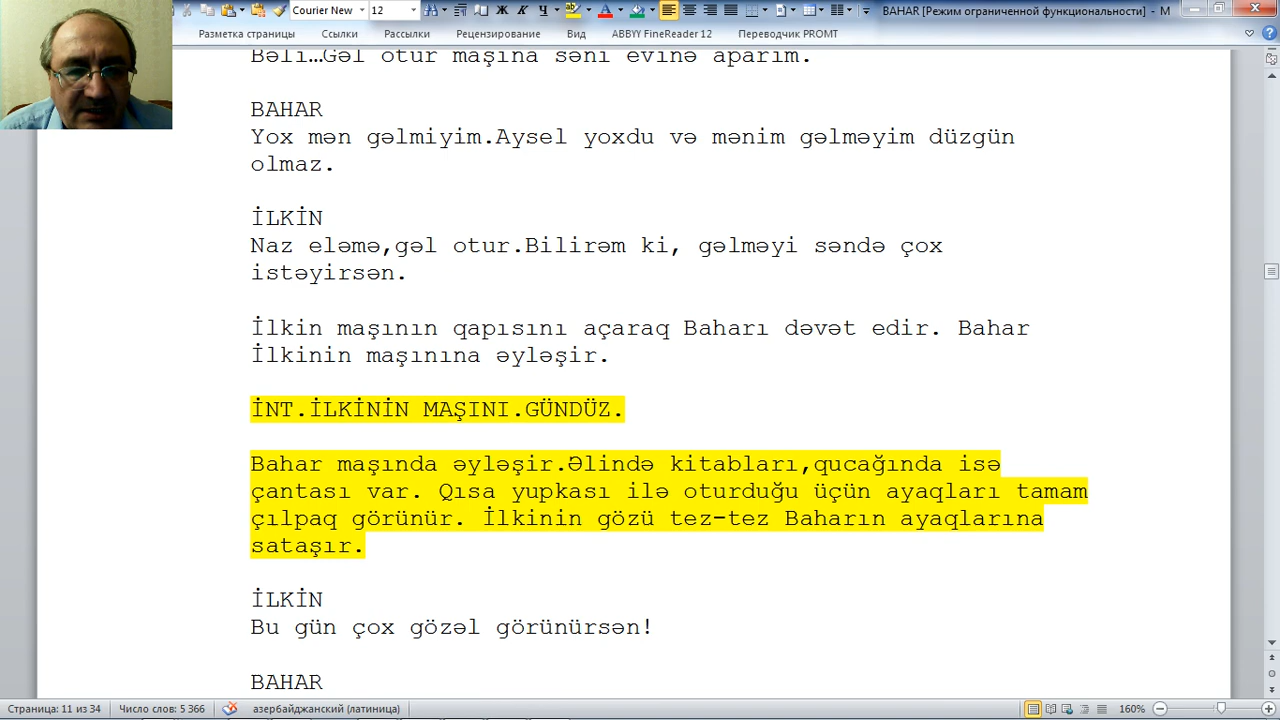 Courier New
12
Ж К Ч
BAHAR [Режим ограниченной функциональности] - M
Разметка страницы Ссылки Рассылки Рецензирование Вид ABBYY FineReader 12 Переводчик PROMT
Bəli…Gəl otur maşına səni evinə aparım.
BAHAR
Yox mən gəlmiyim.Aysel yoxdu və mənim gəlməyim düzgün
olmaz.
İLKİN
Naz eləmə,gəl otur.Bilirəm ki, gəlməyi səndə çox
istəyirsən.
İlkin maşının qapısını açaraq Baharı dəvət edir. Bahar
İlkinin maşınına əyləşir.
İNT.İLKİNİN MAŞINI.GÜNDÜZ.
Bahar maşında əyləşir.Əlində kitabları,qucağında isə
çantası var. Qısa yupkası ilə oturduğu üçün ayaqları tamam
çılpaq görünür. İlkinin gözü tez-tez Baharın ayaqlarına
sataşır.
İLKİN
Bu gün çox gözəl görünürsən!
BAHAR
Страница: 11 из 34 Число слов: 5 366 азербайджанский (латиница) 160%